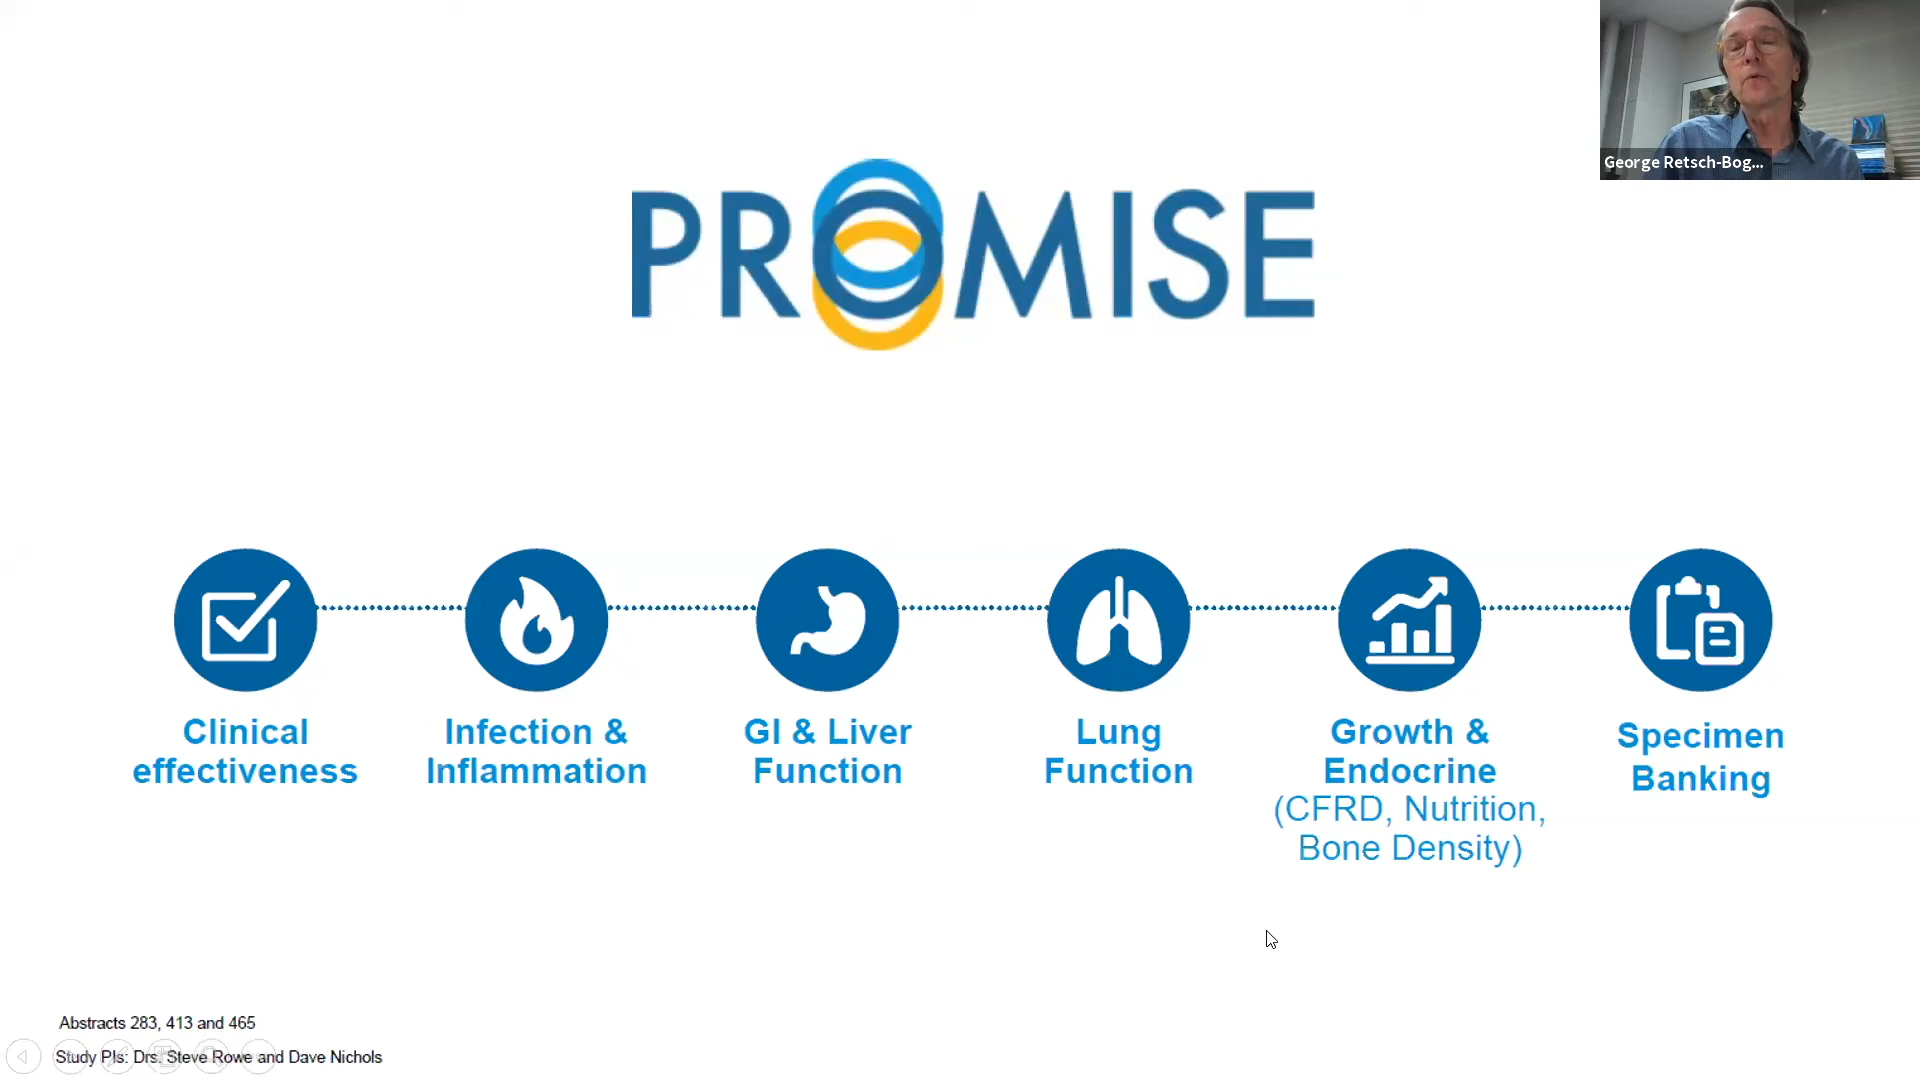 George Retsch-Bog...
PROMISE
Clinical
effectiveness
Infection &
Inflammation
GI & Liver
Function
Lung
Function
Growth &
Endocrine
(CFRD, Nutrition,
Bone Density)
Specimen
Banking
Abstracts 283, 413 and 465
Study PIs: Drs. Steve Rowe and Dave Nichols